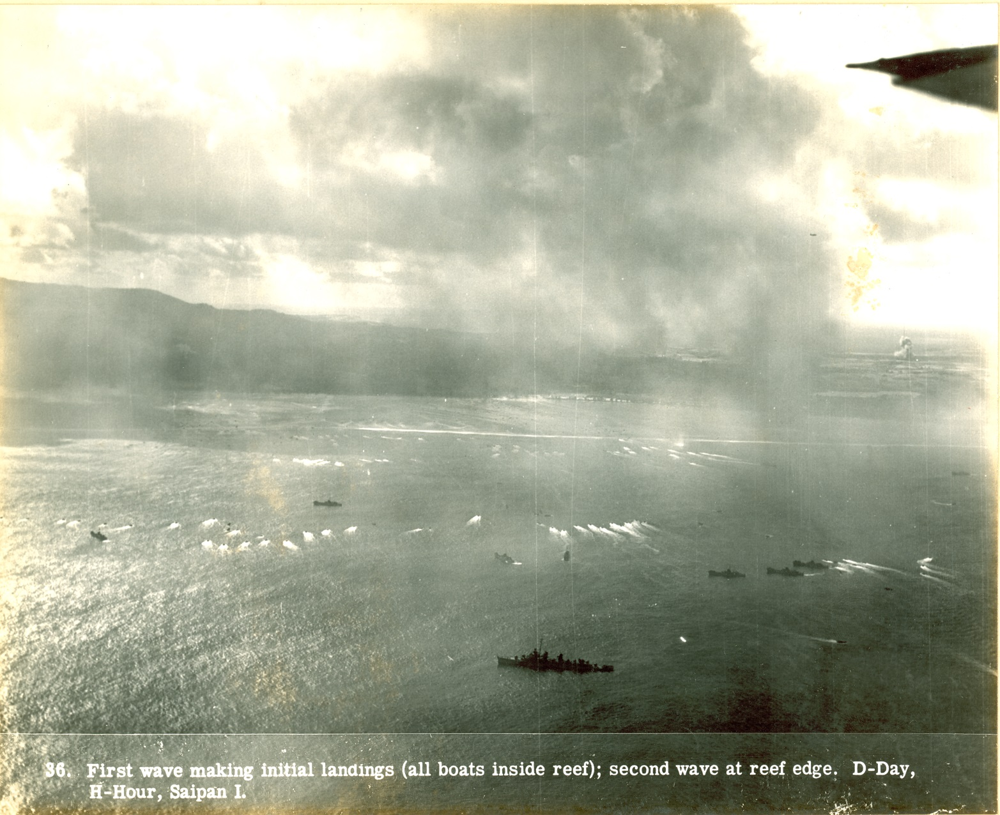 36. First wave making initial landings (all boats inside reef); second wave at reef edge. D-Day,
H-Hour, Saipan I.